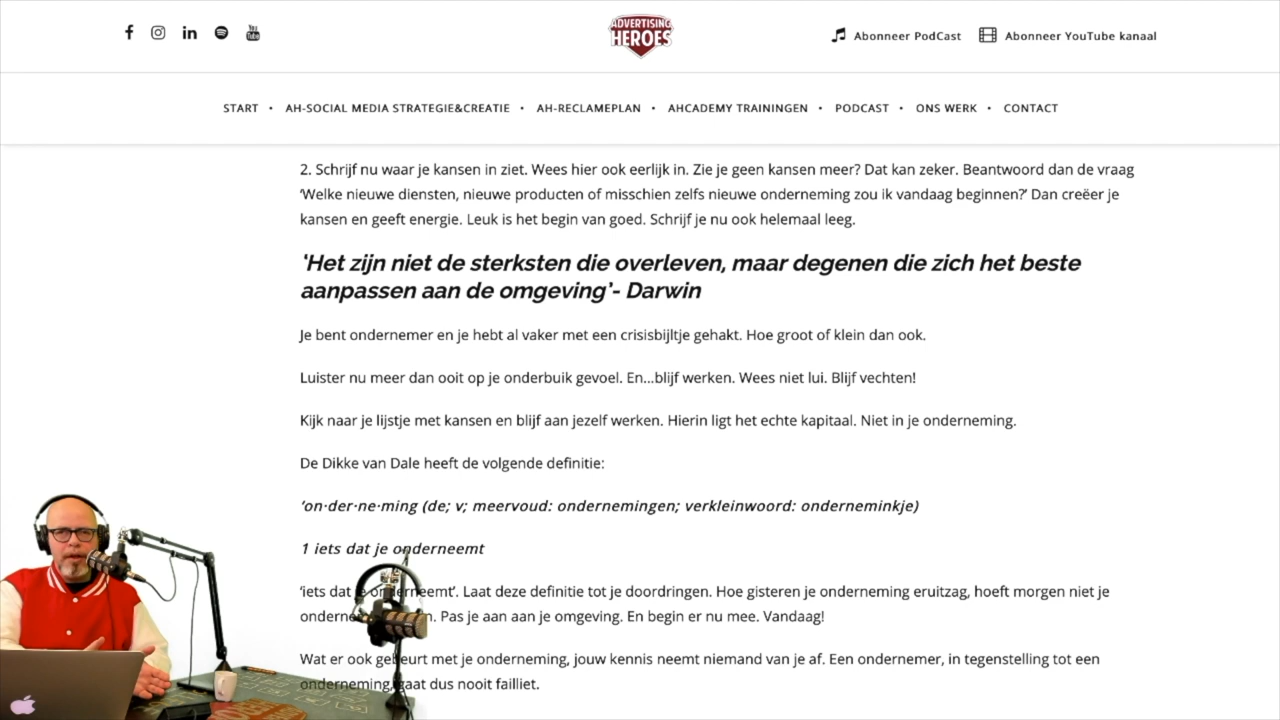 ADVERTISING
HEROES
You
Tube
Abonneer PodCast
Abonneer YouTube kanaal
START • AH-SOCIAL MEDIA STRATEGIE&CREATIE • AH-RECLAMEPLAN • AHCADEMY TRAININGEN • PODCAST • ONS WERK • CONTACT
2. Schrijf nu waar je kansen in ziet. Wees hier ook eerlijk in. Zie je geen kansen meer? Dat kan zeker. Beantwoord dan de vraag
‘Welke nieuwe diensten, nieuwe producten of misschien zelfs nieuwe onderneming zou ik vandaag beginnen?’ Dan creëer je
kansen en geeft energie. Leuk is het begin van goed. Schrijf je nu ook helemaal leeg.
‘Het zijn niet de sterksten die overleven, maar degenen die zich het beste
aanpassen aan de omgeving’- Darwin
Je bent ondernemer en je hebt al vaker met een crisisbijltje gehakt. Hoe groot of klein dan ook.
Luister nu meer dan ooit op je onderbuik gevoel. En…blijf werken. Wees niet lui. Blijf vechten!
Kijk naar je lijstje met kansen en blijf aan jezelf werken. Hierin ligt het echte kapitaal. Niet in je onderneming.
De Dikke van Dale heeft de volgende definitie:
‘on·der·ne·ming (de; v; meervoud: ondernemingen; verkleinwoord: onderneminkje)
1 iets dat je onderneemt
‘iets dat je onderneemt’. Laat deze definitie tot je doordringen. Hoe gisteren je onderneming eruitzag, hoeft morgen niet je
Pas je aan aan je omgeving. En begin er nu mee. Vandaag!
Wat er ook gebeurt met je onderneming, jouw kennis neemt niemand van je af. Een ondernemer, in tegenstelling tot een
onderneming, gaat dus nooit failliet.